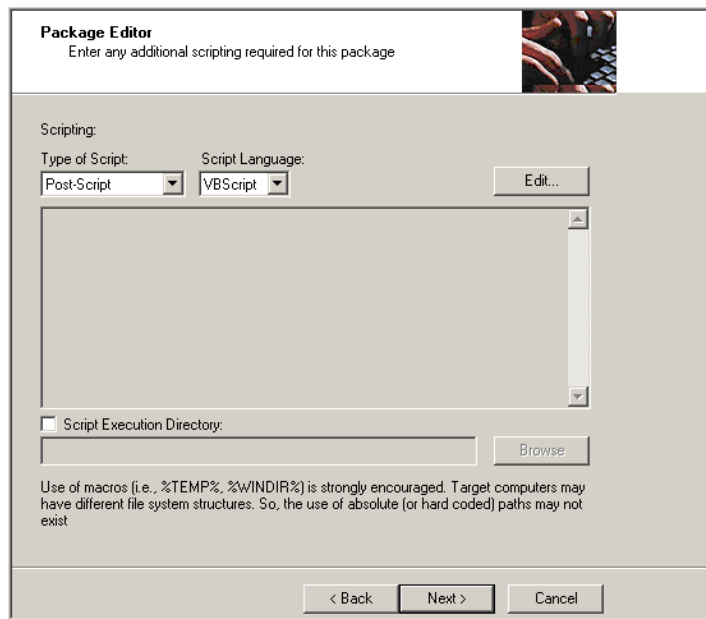 Package Editor
Enter any additional scripting required for this package
Scripting:
Type of Script: Script Language:
Post-Script VBScript Edit...
Script Execution Directory:
Browse
Use of macros (i.e., %TEMP%, %WINDIR%) is strongly encouraged. Target computers may
have different file system structures. So, the use of absolute (or hard coded) paths may not
exist
< Back Next > Cancel